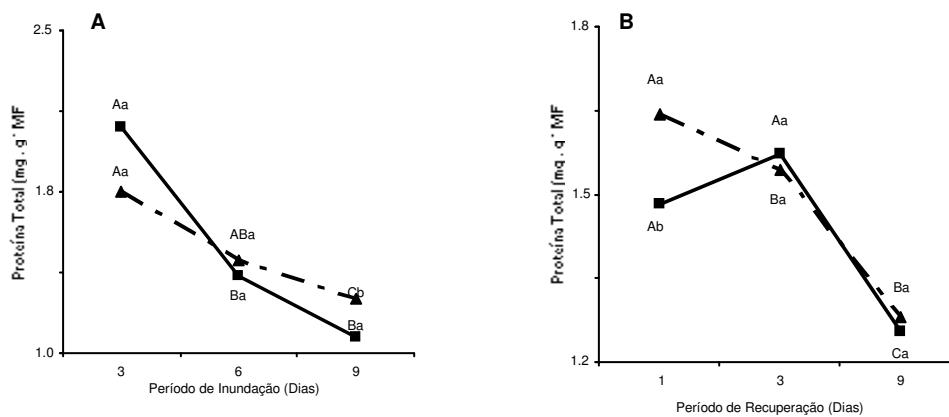 A
2.5
Aa
Aa
1.8
ABa
Ba
Cb
Ba
1.0
3
6
9
Proteína Total (mg . g⁻ MF
Período de Inundação (Dias)
B
1.8
Aa
Aa
1.5
Ab
Ba
Ba
Ca
1.2
1
3
9
Proteína Total (mg . g⁻ MF
Período de Recuperação (Dias)